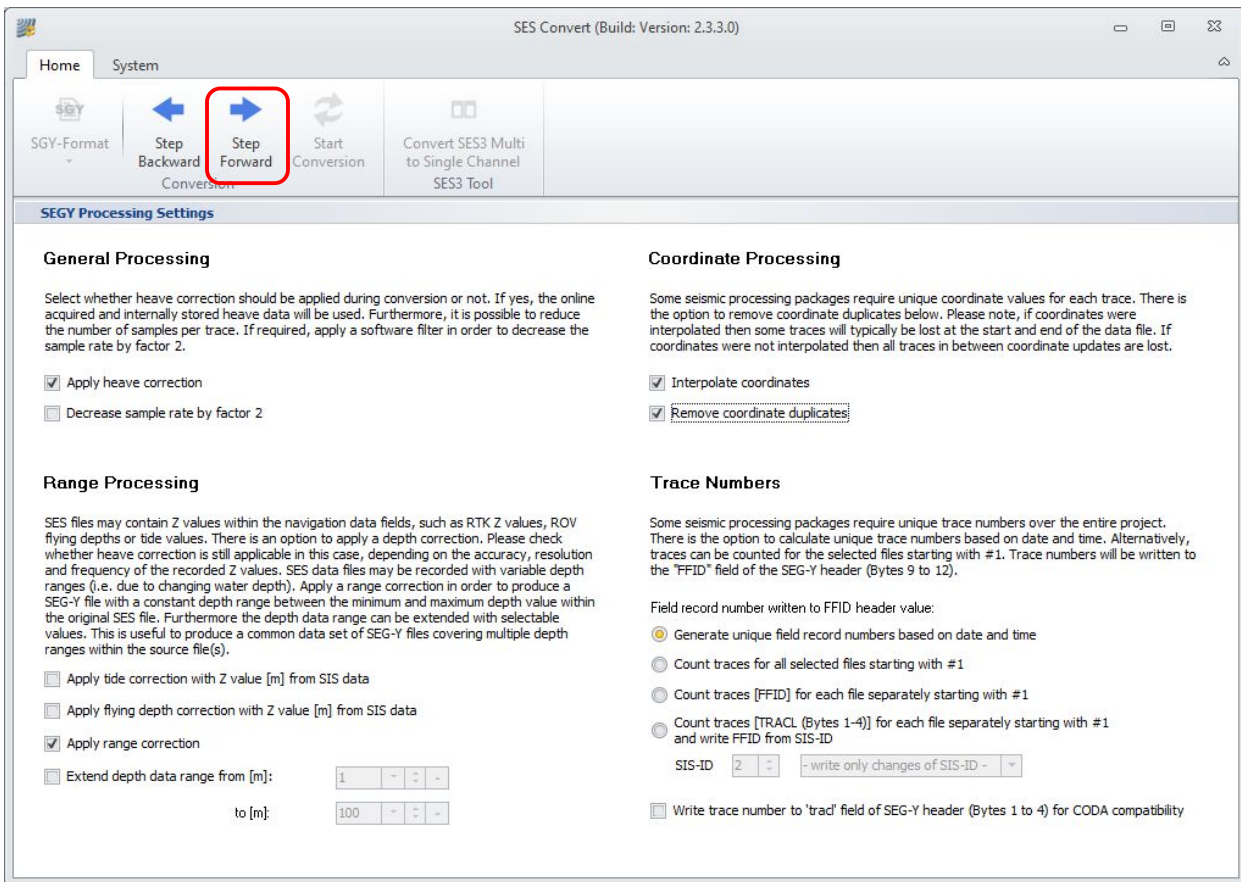 SES Convert (Build: Version: 2.3.3.0)
Home
System
SGY
SGY-Format
Step
Backward
Step
Forward
Start
Conversion
Conversion
Convert SES3 Multi
to Single Channel
SES3 Tool
SEGY Processing Settings
General Processing
Select whether heave correction should be applied during conversion or not. If yes, the online
acquired and internally stored heave data will be used. Furthermore, it is possible to reduce
the number of samples per trace. If required, apply a software filter in order to decrease the
sample rate by factor 2.
Apply heave correction
Decrease sample rate by factor 2
Coordinate Processing
Some seismic processing packages require unique coordinate values for each trace. There is
the option to remove coordinate duplicates below. Please note, if coordinates were
interpolated then some traces will typically be lost at the start and end of the data file. If
coordinates were not interpolated then all traces in between coordinate updates are lost.
Interpolate coordinates
Remove coordinate duplicates
Range Processing
SES files may contain Z values within the navigation data fields, such as RTK Z values, ROV
flying depths or tide values. There is an option to apply a depth correction. Please check
whether heave correction is still applicable in this case, depending on the accuracy, resolution
and frequency of the recorded Z values. SES data files may be recorded with variable depth
ranges (i.e. due to changing water depth). Apply a range correction in order to produce a
SEG-Y file with a constant depth range between the minimum and maximum depth value within
the original SES file. Furthermore the depth data range can be extended with selectable
values. This is useful to produce a common data set of SEG-Y files covering multiple depth
ranges within the source file(s).
Apply tide correction with Z value [m] from SIS data
Apply flying depth correction with Z value [m] from SIS data
Apply range correction
Extend depth data range from [m]: 1
to [m]: 100
Trace Numbers
Some seismic processing packages require unique trace numbers over the entire project.
There is the option to calculate unique trace numbers based on date and time. Alternatively,
traces can be counted for the selected files starting with #1. Trace numbers will be written to
the "FFID" field of the SEG-Y header (Bytes 9 to 12).
Field record number written to FFID header value:
Generate unique field record numbers based on date and time
Count traces for all selected files starting with #1
Count traces [FFID] for each file separately starting with #1
Count traces [TRACL (Bytes 1-4)] for each file separately starting with #1
and write FFID from SIS-ID
SIS-ID 2 - write only changes of SIS-ID -
Write trace number to 'tracl' field of SEG-Y header (Bytes 1 to 4) for CODA compatibility